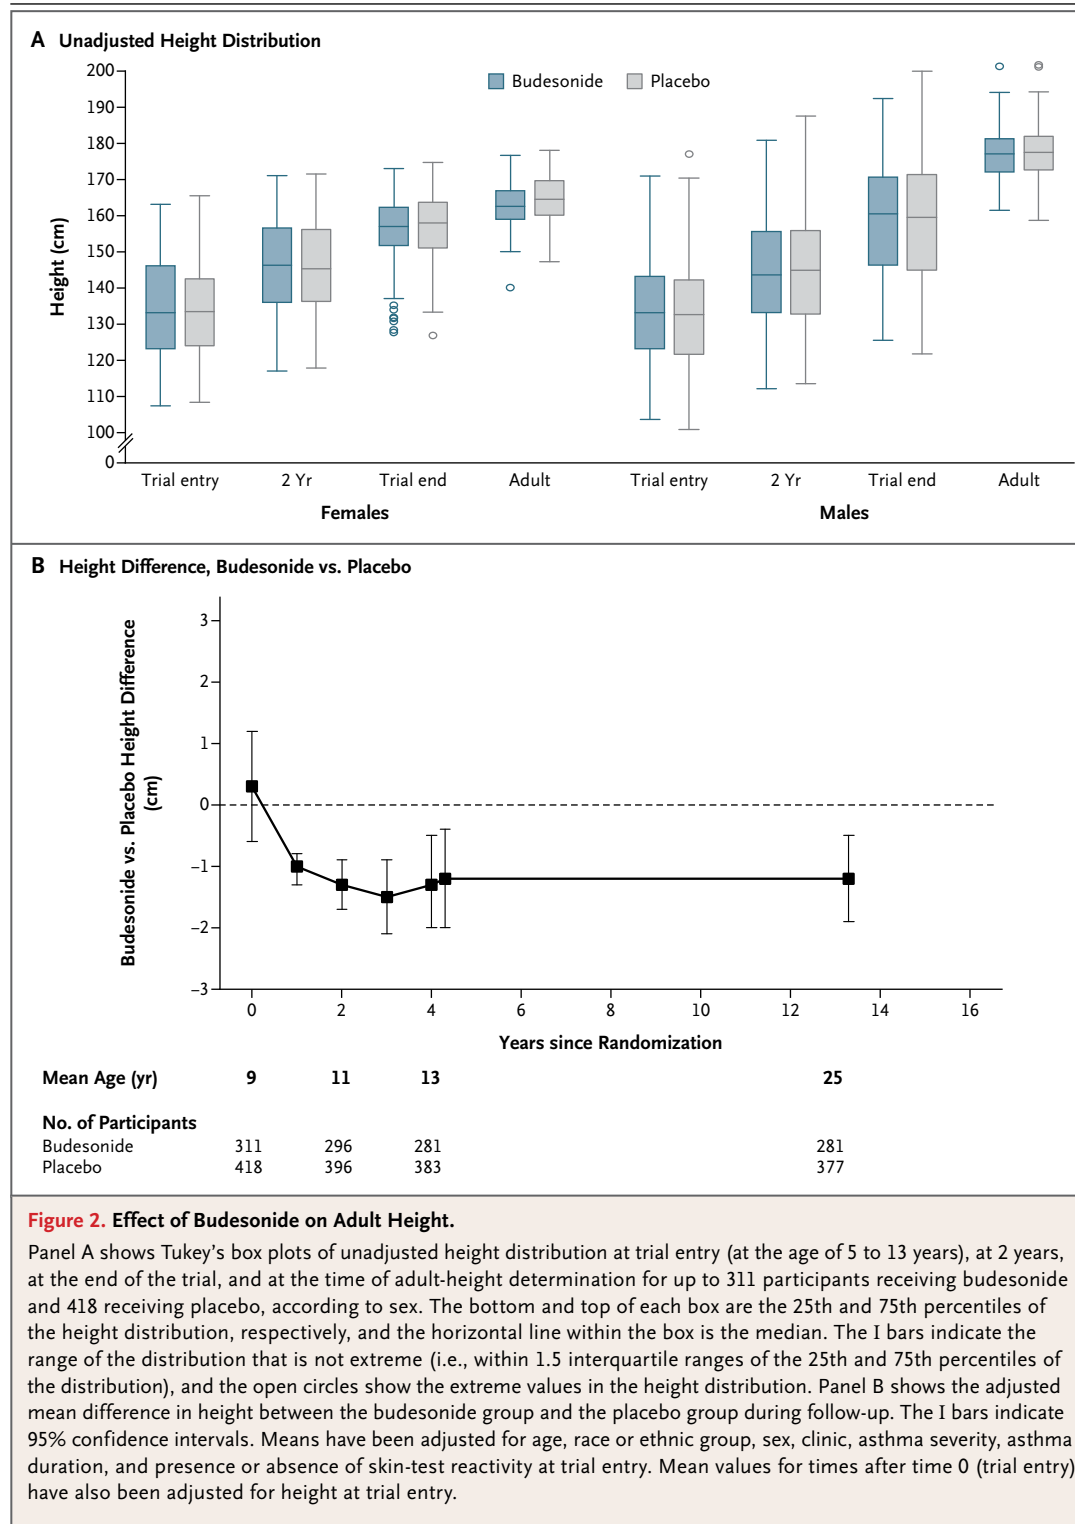 A Unadjusted Height Distribution
Budesonide Placebo
Height (cm)
200
190
180
170
160
150
140
130
120
110
100
0
Trial entry 2 Yr Trial end Adult Trial entry 2 Yr Trial end Adult
Females Males
B Height Difference, Budesonide vs. Placebo
Budesonide vs. Placebo Height Difference
(cm)
3
2
1
0
–1
–2
–3
0 2 4 6 8 10 12 14 16
Years since Randomization
Mean Age (yr) 9 11 13 25
No. of Participants
Budesonide 311 296 281 281
Placebo 418 396 383 377
Figure 2. Effect of Budesonide on Adult Height.
Panel A shows Tukey's box plots of unadjusted height distribution at trial entry (at the age of 5 to 13 years), at 2 years,
at the end of the trial, and at the time of adult-height determination for up to 311 participants receiving budesonide
and 418 receiving placebo, according to sex. The bottom and top of each box are the 25th and 75th percentiles of
the height distribution, respectively, and the horizontal line within the box is the median. The I bars indicate the
range of the distribution that is not extreme (i.e., within 1.5 interquartile ranges of the 25th and 75th percentiles of
the distribution), and the open circles show the extreme values in the height distribution. Panel B shows the adjusted
mean difference in height between the budesonide group and the placebo group during follow-up. The I bars indicate
95% confidence intervals. Means have been adjusted for age, race or ethnic group, sex, clinic, asthma severity, asthma
duration, and presence or absence of skin-test reactivity at trial entry. Mean values for times after time 0 (trial entry)
have also been adjusted for height at trial entry.